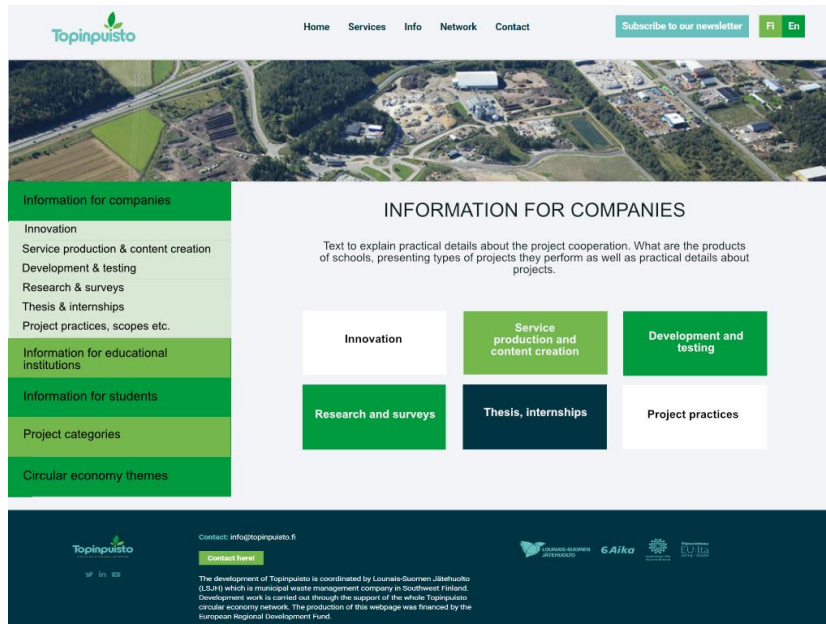 Topinpuisto
Home Services Info Network Contact
Subscribe to our newsletter
Fi En
Information for companies
Innovation
Service production & content creation
Development & testing
Research & surveys
Thesis & internships
Project practices, scopes etc.
Information for educational
institutions
Information for students
Project categories
Circular economy themes
INFORMATION FOR COMPANIES
Text to explain practical details about the project cooperation. What are the products
of schools, presenting types of projects they perform as well as practical details about
projects.
Innovation
Service
production and
content creation
Development and
testing
Research and surveys
Thesis, internships
Project practices
Topinpuisto
Contact: info@topinpuisto.fi
Contact here!
The development of Topinpuisto is coordinated by Lounais-Suomen Jätehuolto
(LSJH) which is municipal waste management company in Southwest Finland.
Development work is carried out through the support of the whole Topinpuisto
circular economy network. The production of this webpage was financed by the
European Regional Development Fund.
LOUNAIS-SUOMEN
JÄTEHUOLTO
6Aika
EU:lta
2014-2020